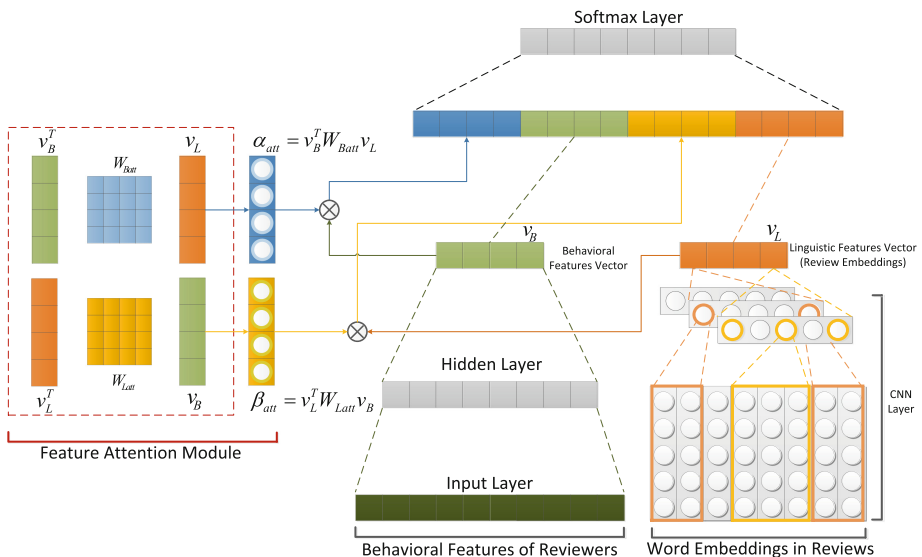 Softmax Layer
v_B^T
W_Batt
v_L
α_att = v_B^T W_Batt v_L
v_B
Behavioral
Features Vector
v_L
Linguistic Features Vector
(Review Embeddings)
v_L^T
W_Latt
v_B
β_att = v_L^T W_Latt v_B
Hidden Layer
CNN
Layer
Feature Attention Module
Input Layer
Behavioral Features of Reviewers
Word Embeddings in Reviews